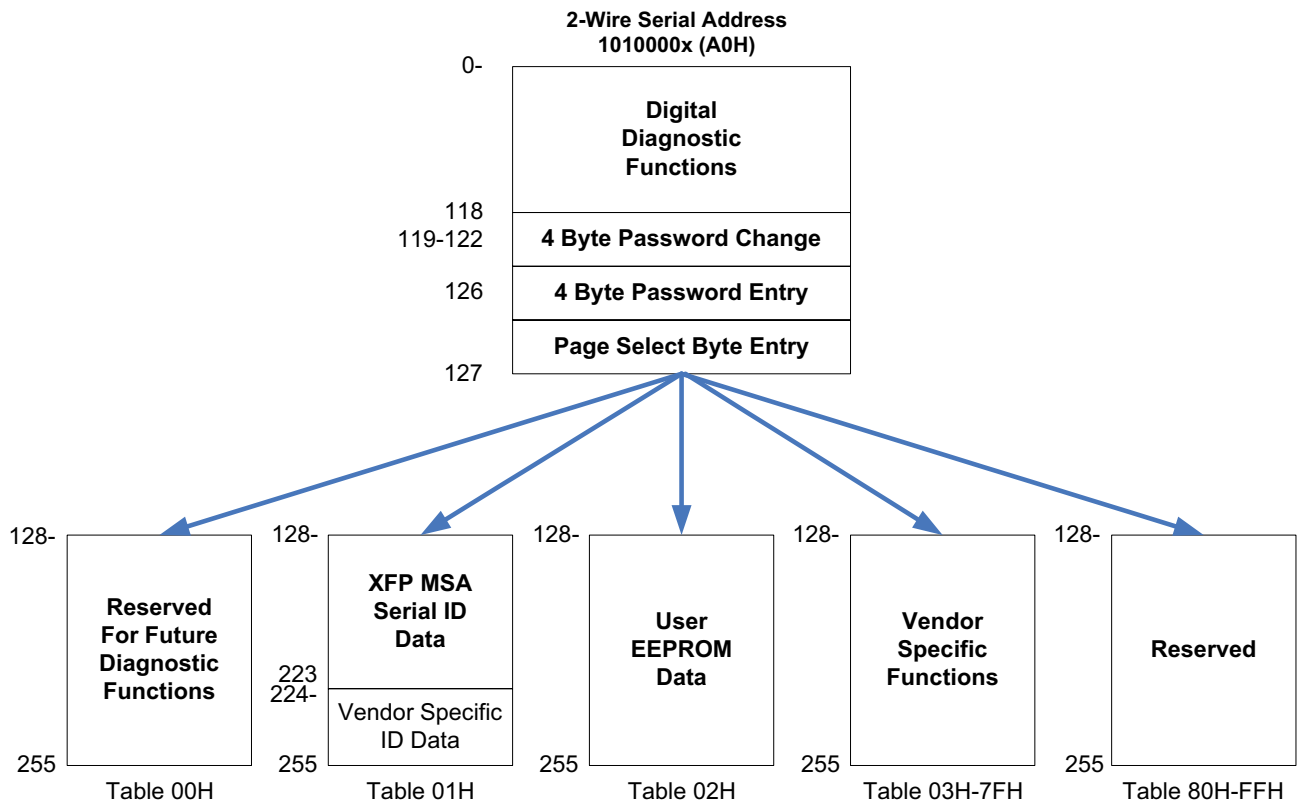 2-Wire Serial Address
1010000x (A0H)
0-
Digital
Diagnostic
Functions
118
119-122
4 Byte Password Change
126
4 Byte Password Entry
Page Select Byte Entry
127
128-
Reserved
For Future
Diagnostic
Functions
255
Table 00H
128-
XFP MSA
Serial ID
Data
223
224-
Vendor Specific
ID Data
255
Table 01H
128-
User
EEPROM
Data
255
Table 02H
128-
Vendor
Specific
Functions
255
Table 03H-7FH
128-
Reserved
255
Table 80H-FFH